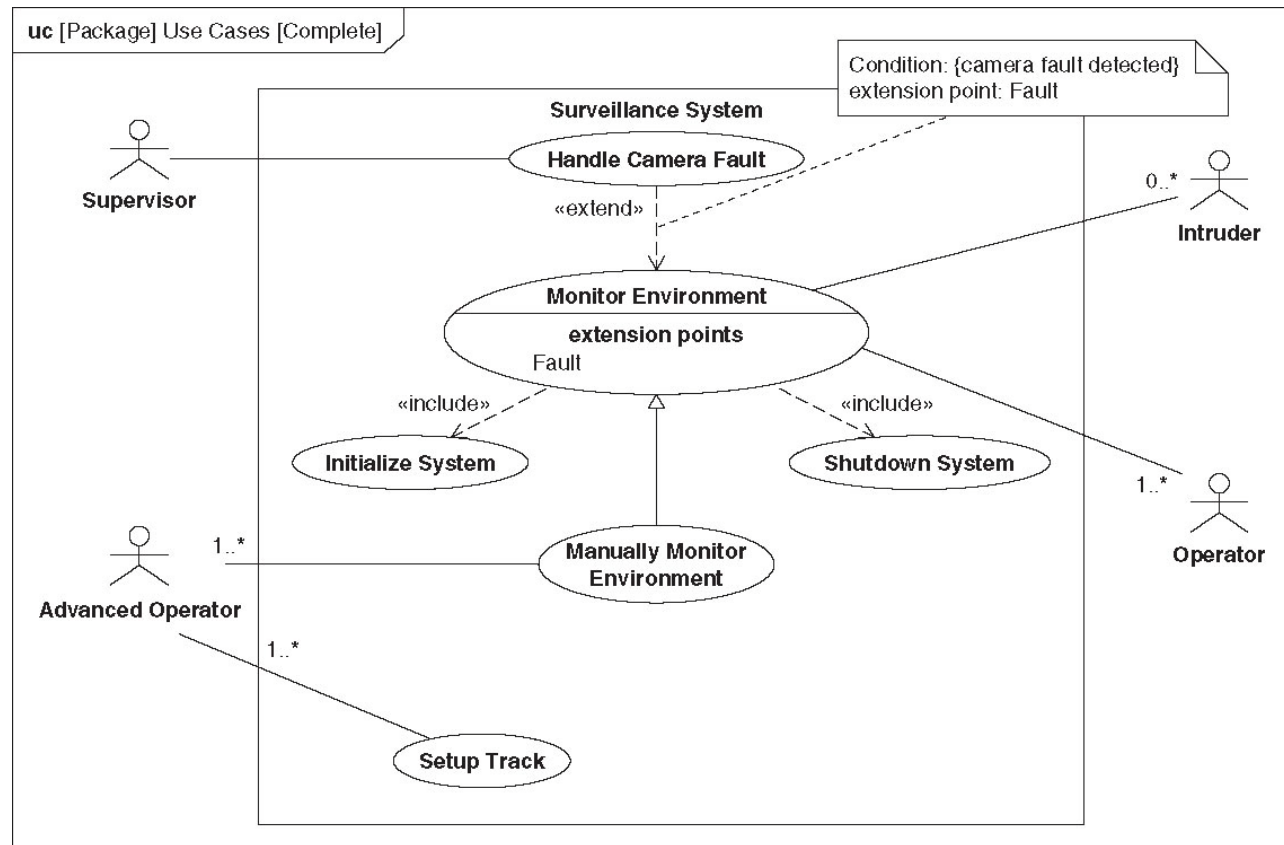 uc [Package] Use Cases [Complete]
Condition: {camera fault detected}
extension point: Fault
Surveillance System
Handle Camera Fault
Supervisor
«extend»
0..*
Intruder
Monitor Environment
extension points
Fault
«include»
«include»
Initialize System
Shutdown System
1..*
Operator
1..*
Manually Monitor
Environment
Advanced Operator
1..*
Setup Track